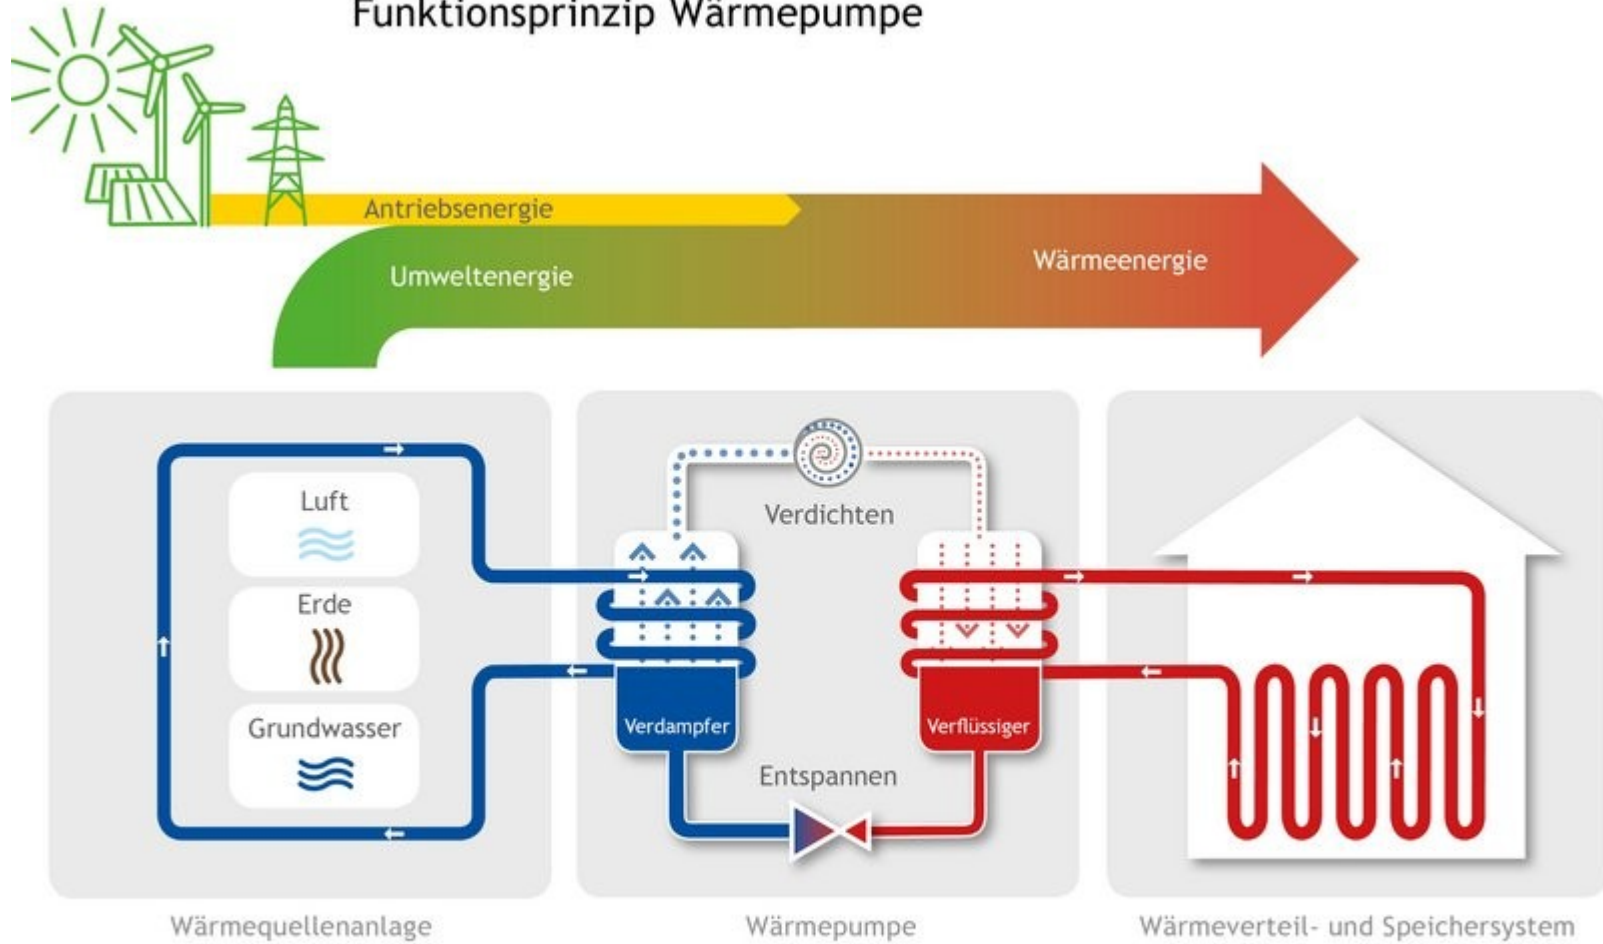 Funktionsprinzip Wärmepumpe
Antriebsenergie
Umweltenergie
Wärmeenergie
Luft
Erde
Grundwasser
Verdichten
Verdampfer
Verflüssiger
Entspannen
Wärmequellenanlage
Wärmepumpe
Wärmeverteil- und Speichersystem